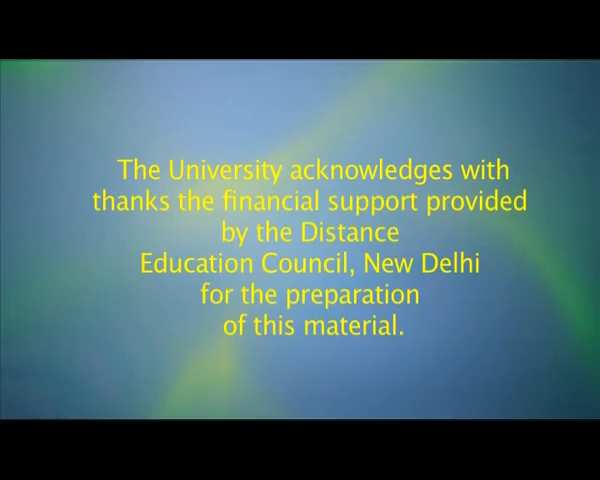 The University acknowledges with
thanks the financial support provided
by the Distance
Education Council, New Delhi
for the preparation
of this material.